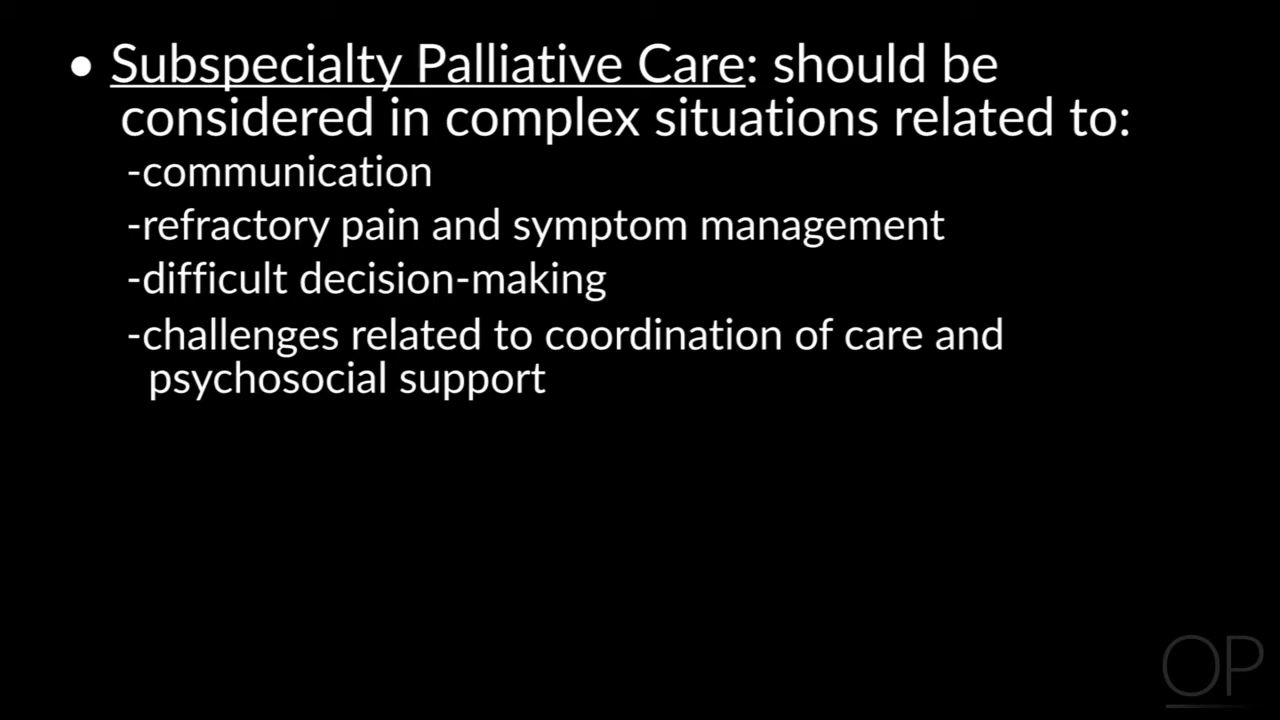 • Subspecialty Palliative Care: should be
considered in complex situations related to:
-communication
-refractory pain and symptom management
-difficult decision-making
-challenges related to coordination of care and
psychosocial support
OP